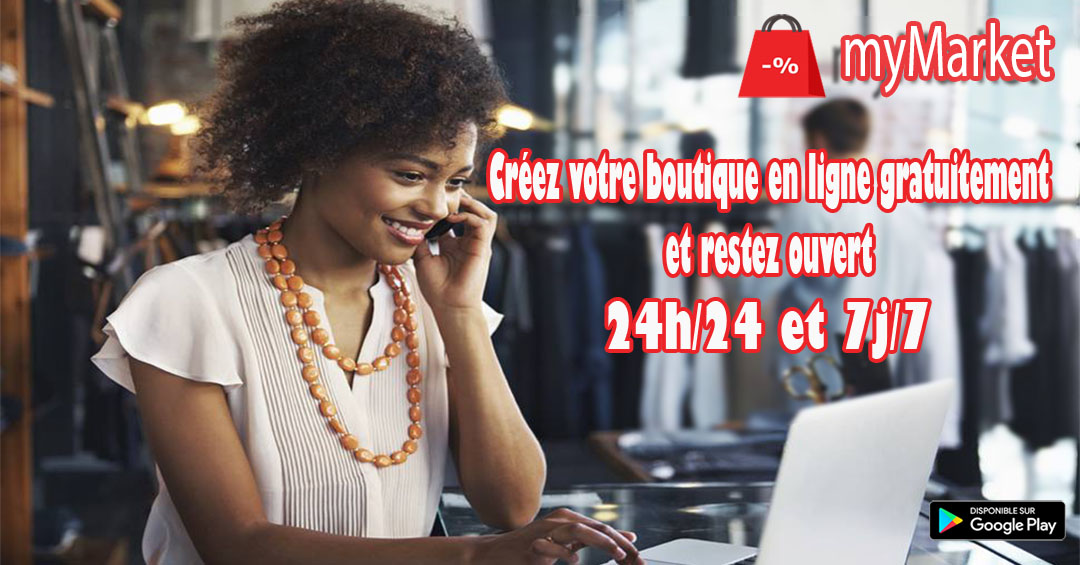 -%
myMarket
Créez votre boutique en ligne gratuitement
et restez ouvert
24h/24 et 7j/7
DISPONIBLE SUR
Google Play